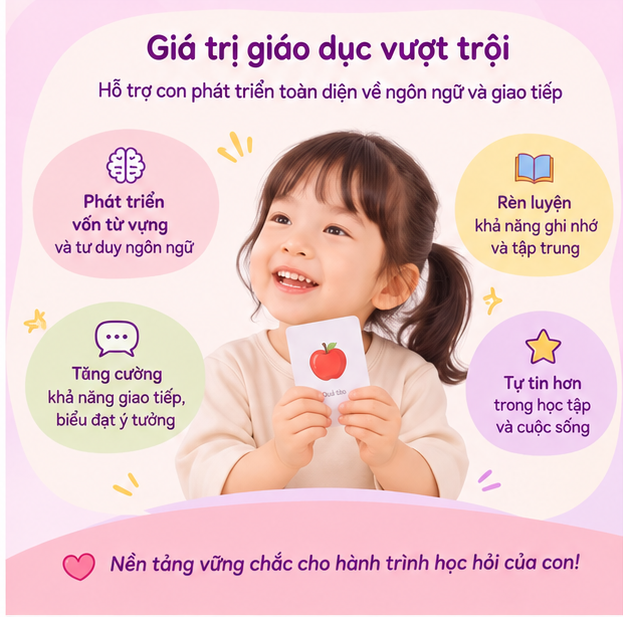 Giá trị giáo dục vượt trội
Hỗ trợ con phát triển toàn diện về ngôn ngữ và giao tiếp
Phát triển
vốn từ vựng
và tư duy ngôn ngữ
Rèn luyện
khả năng ghi nhớ
và tập trung
Tăng cường
khả năng giao tiếp,
biểu đạt ý tưởng
Quả táo
Tự tin hơn
trong học tập
và cuộc sống
Nền tảng vững chắc cho hành trình học hỏi của con!